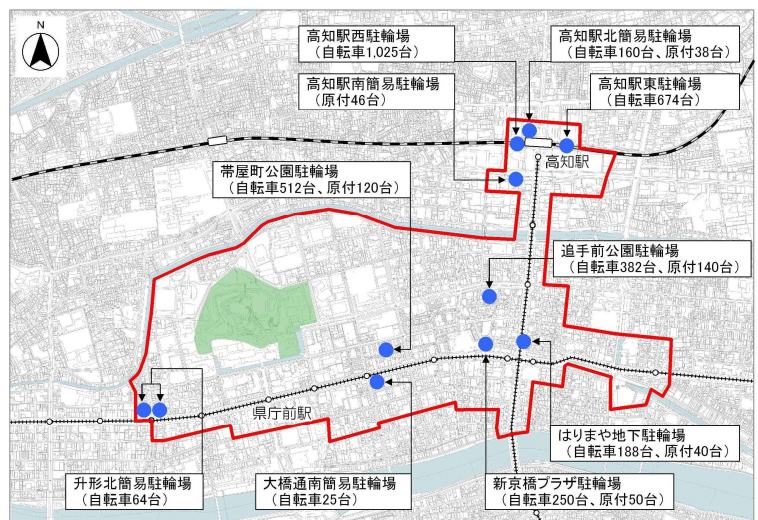 N
高知駅西駐輪場
（自転車1,025台）
高知駅北簡易駐輪場
（自転車160台、原付38台）
高知駅南簡易駐輪場
（原付46台）
高知駅東駐輪場
（自転車674台）
高知駅
帯屋町公園駐輪場
（自転車512台、原付120台）
追手前公園駐輪場
（自転車382台、原付140台）
県庁前駅
はりまや地下駐輪場
（自転車188台、原付40台）
升形北簡易駐輪場
（自転車64台）
大橋通南簡易駐輪場
（自転車25台）
新京橋プラザ駐輪場
（自転車250台、原付50台）